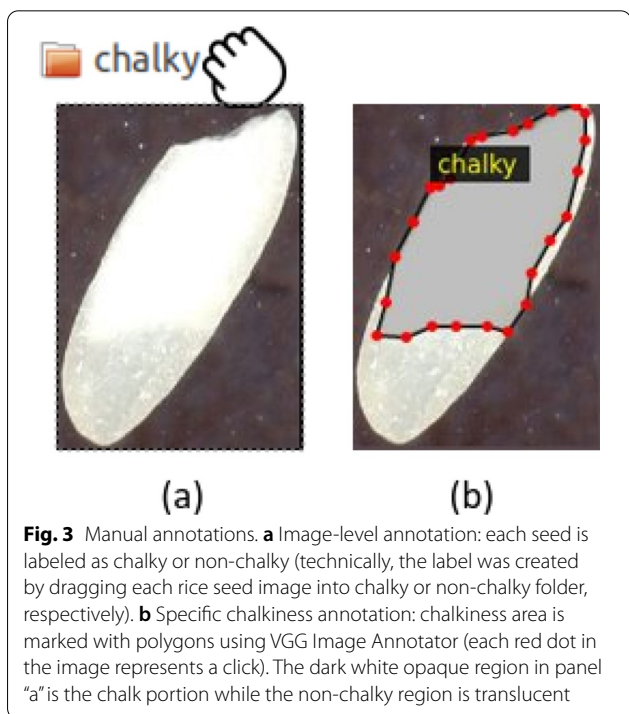 chalky
chalky
(a)
(b)
Fig. 3 Manual annotations. a Image-level annotation: each seed is
labeled as chalky or non-chalky (technically, the label was created
by dragging each rice seed image into chalky or non-chalky folder,
respectively). b Specific chalkiness annotation: chalkiness area is
marked with polygons using VGG Image Annotator (each red dot in
the image represents a click). The dark white opaque region in panel
“a” is the chalk portion while the non-chalky region is translucent